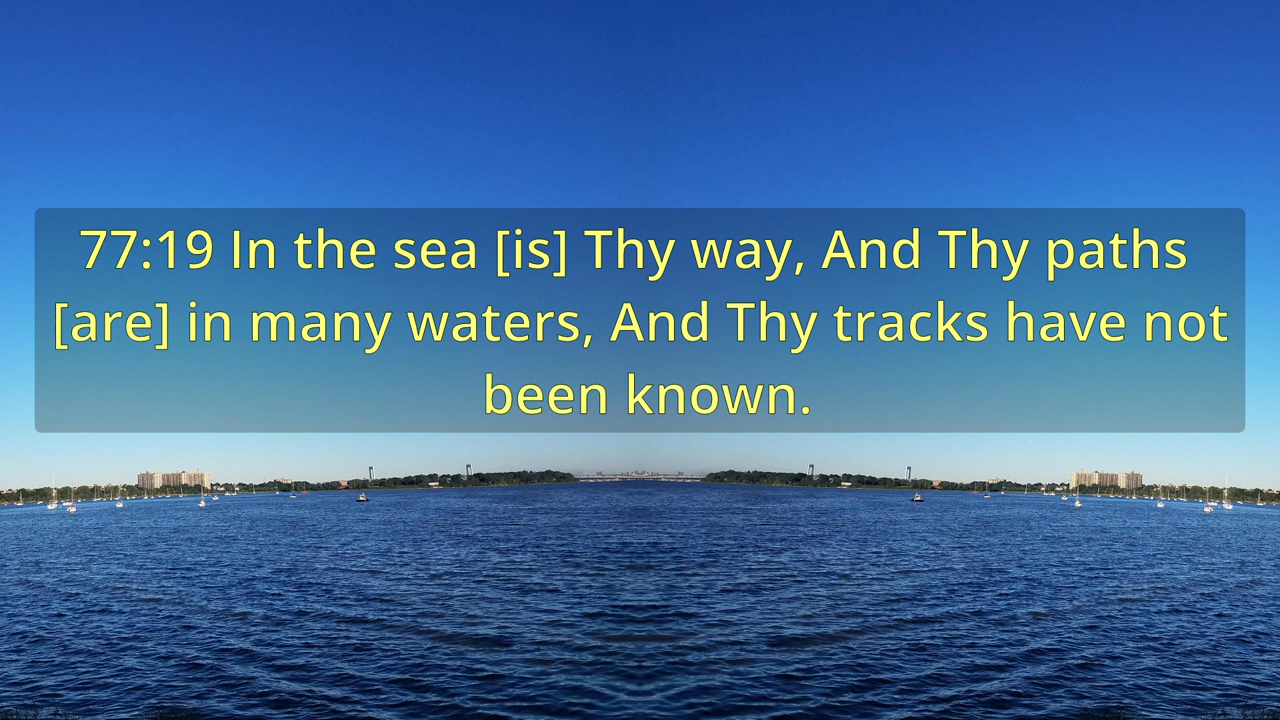 77:19 In the sea [is] Thy way, And Thy paths
[are] in many waters, And Thy tracks have not
been known.